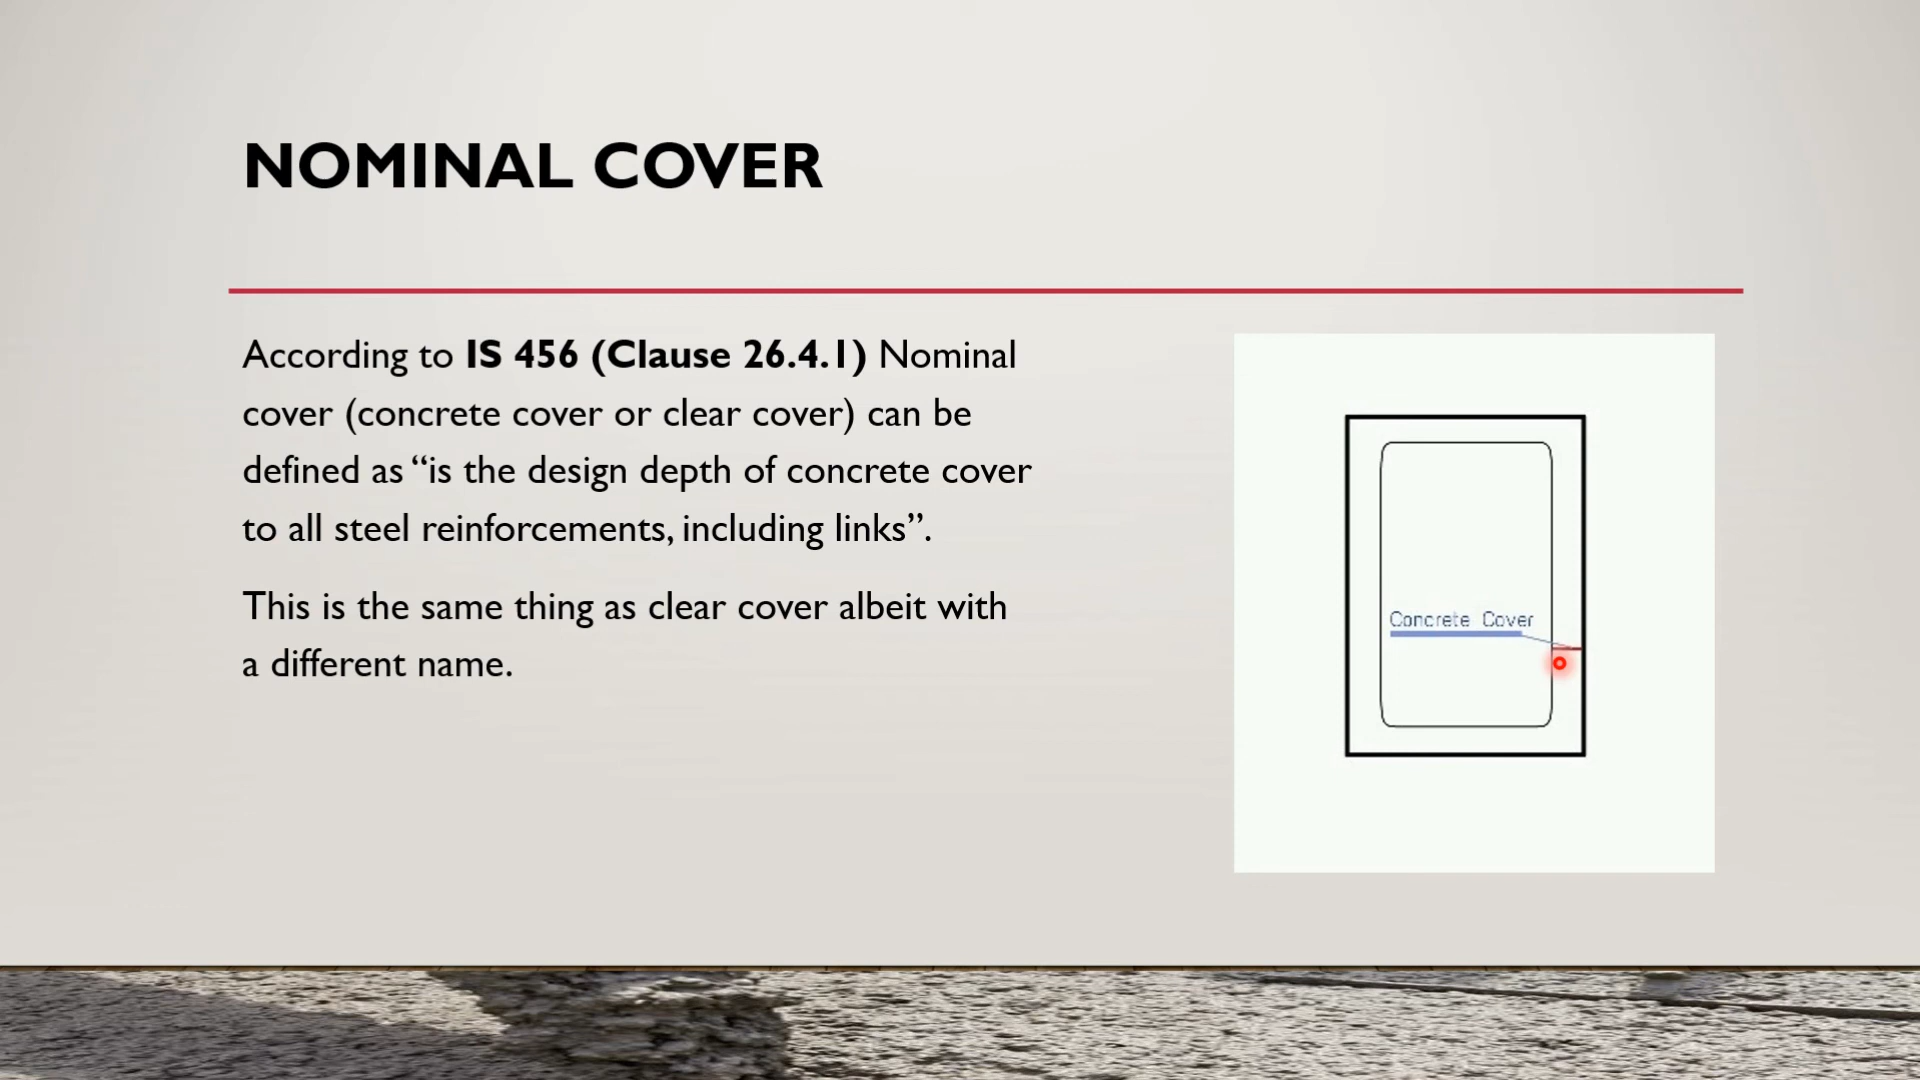 NOMINAL COVER
According to IS 456 (Clause 26.4.1) Nominal
cover (concrete cover or clear cover) can be
defined as “is the design depth of concrete cover
to all steel reinforcements, including links”.
This is the same thing as clear cover albeit with
a different name.
Concrete Cover